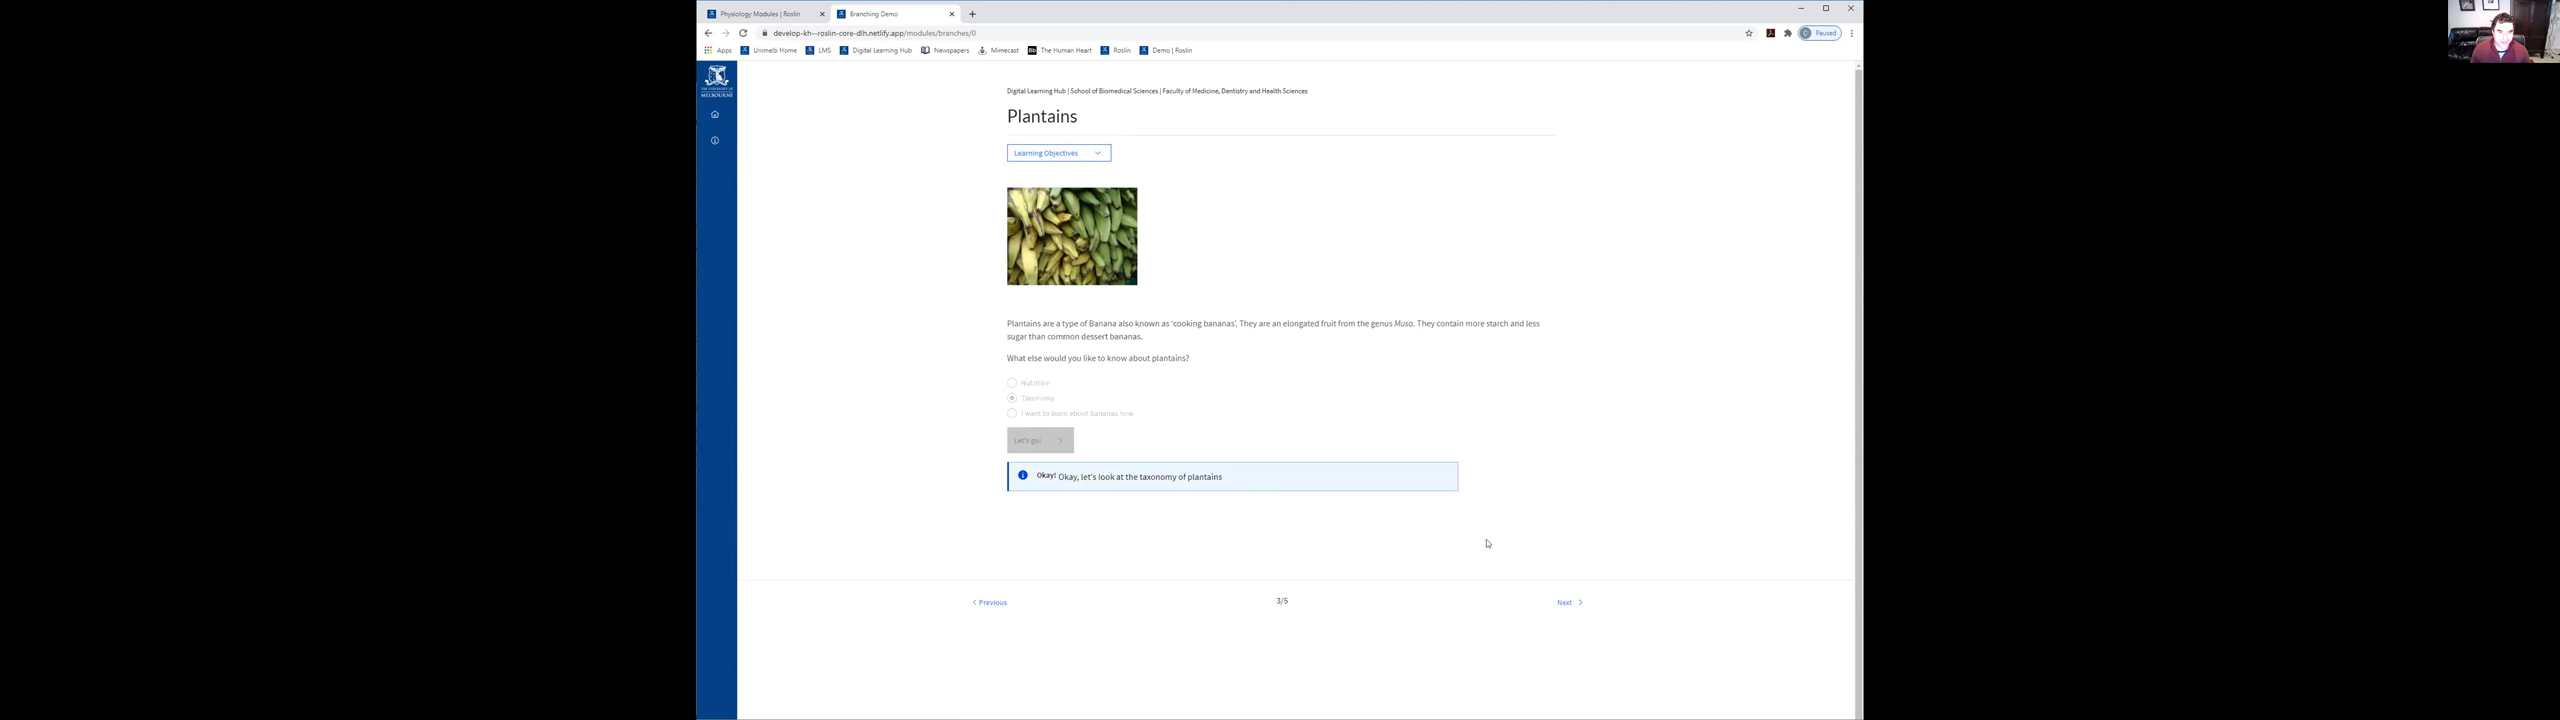 Physiology Modules | Roslin
Branching Demo
develop-kh--roslin-core-dlh.netlify.app/modules/branches/0
Paused
Apps
Unimelb Home
LMS
Digital Learning Hub
Newspapers
Mimecast
Bb
The Human Heart
Roslin
Demo | Roslin
THE UNIVERSITY OF
MELBOURNE
Digital Learning Hub | School of Biomedical Sciences | Faculty of Medicine, Dentistry and Health Sciences
Plantains
Learning Objectives
Plantains are a type of Banana also known as ‘cooking bananas’. They are an elongated fruit from the genus Musa. They contain more starch and less
sugar than common dessert bananas.
What else would you like to know about plantains?
Nutrition
Taxonomy
I want to learn about bananas now
Let's go!
Okay! Okay, let's look at the taxonomy of plantains
Previous
3/5
Next